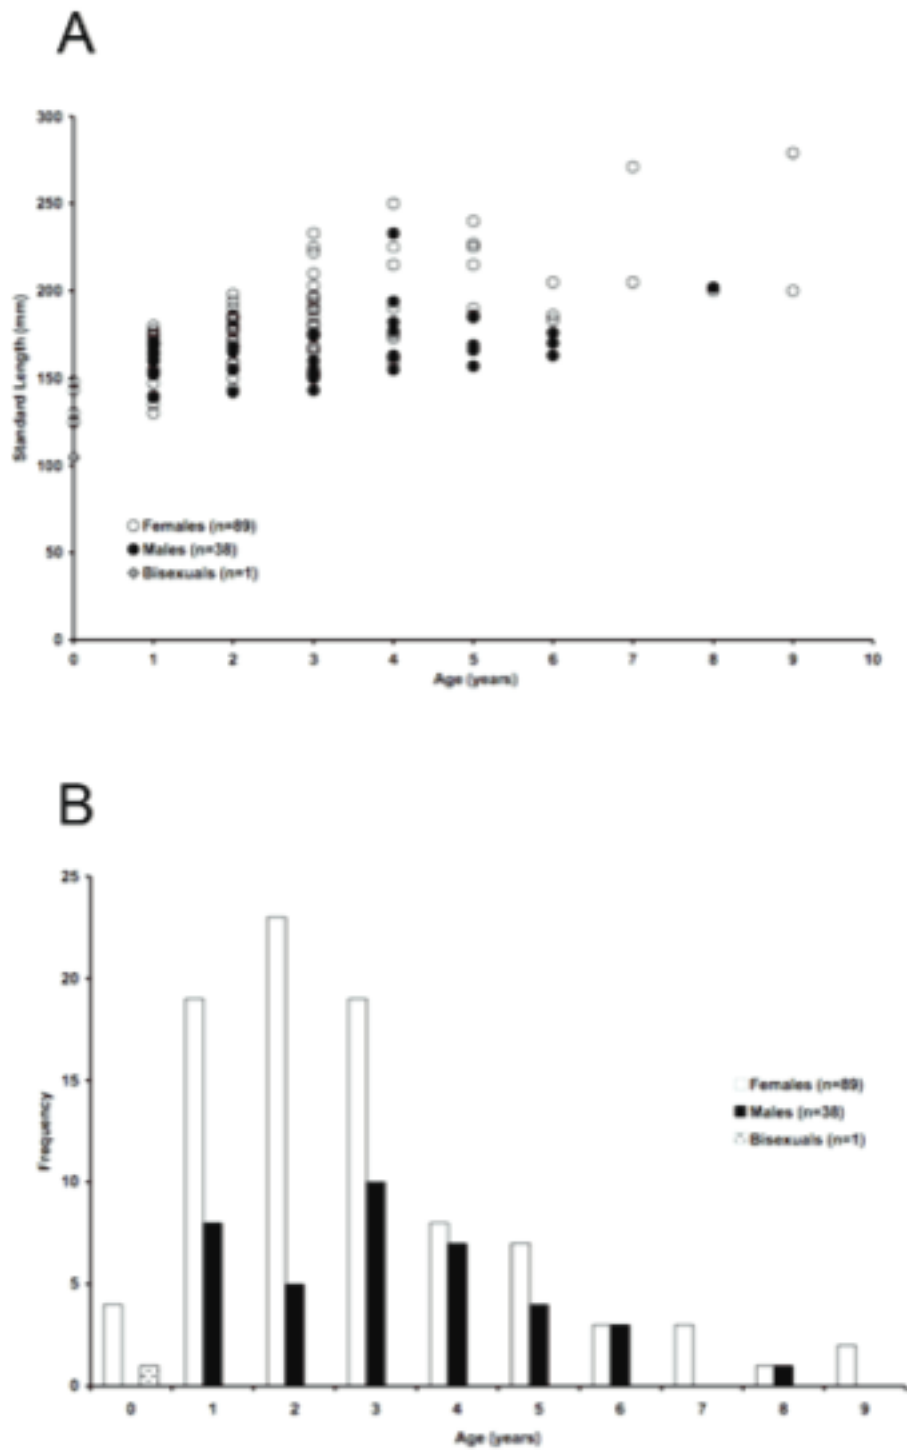 A
300
250
200
150
100
50
0
Standard Length (mm)
Females (n=89)
Males (n=38)
Bisexuals (n=1)
0 1 2 3 4 5 6 7 8 9 10
Age (years)
B
25
20
15
10
5
0
Frequency
Females (n=89)
Males (n=38)
Bisexuals (n=1)
0 1 2 3 4 5 6 7 8 9
Age (years)